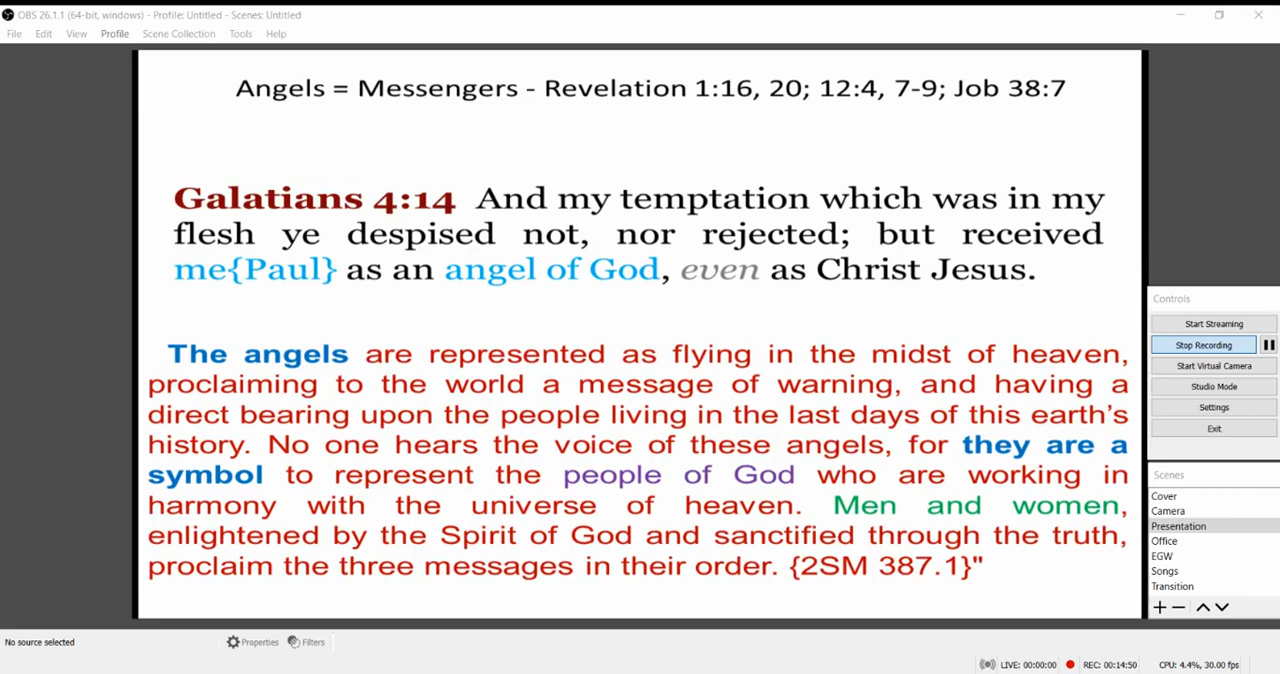 OBS 26.1.1 (64-bit, windows) - Profile: Untitled - Scenes: Untitled
File Edit View Profile Scene Collection Tools Help
Angels = Messengers - Revelation 1:16, 20; 12:4, 7-9; Job 38:7
Galatians 4:14 And my temptation which was in my
flesh ye despised not, nor rejected; but received
me{Paul} as an angel of God, even as Christ Jesus.
The angels are represented as flying in the midst of heaven,
proclaiming to the world a message of warning, and having a
direct bearing upon the people living in the last days of this earth's
history. No one hears the voice of these angels, for they are a
symbol to represent the people of God who are working in
harmony with the universe of heaven. Men and women,
enlightened by the Spirit of God and sanctified through the truth,
proclaim the three messages in their order. {2SM 387.1}"
Controls
Start Streaming
Stop Recording
Start Virtual Camera
Studio Mode
Settings
Exit
Scenes
Cover
Camera
Presentation
Office
EGW
Songs
Transition
No source selected Properties Filters
LIVE: 00:00:00 REC: 00:14:50 CPU: 4.4%, 30.00 fps